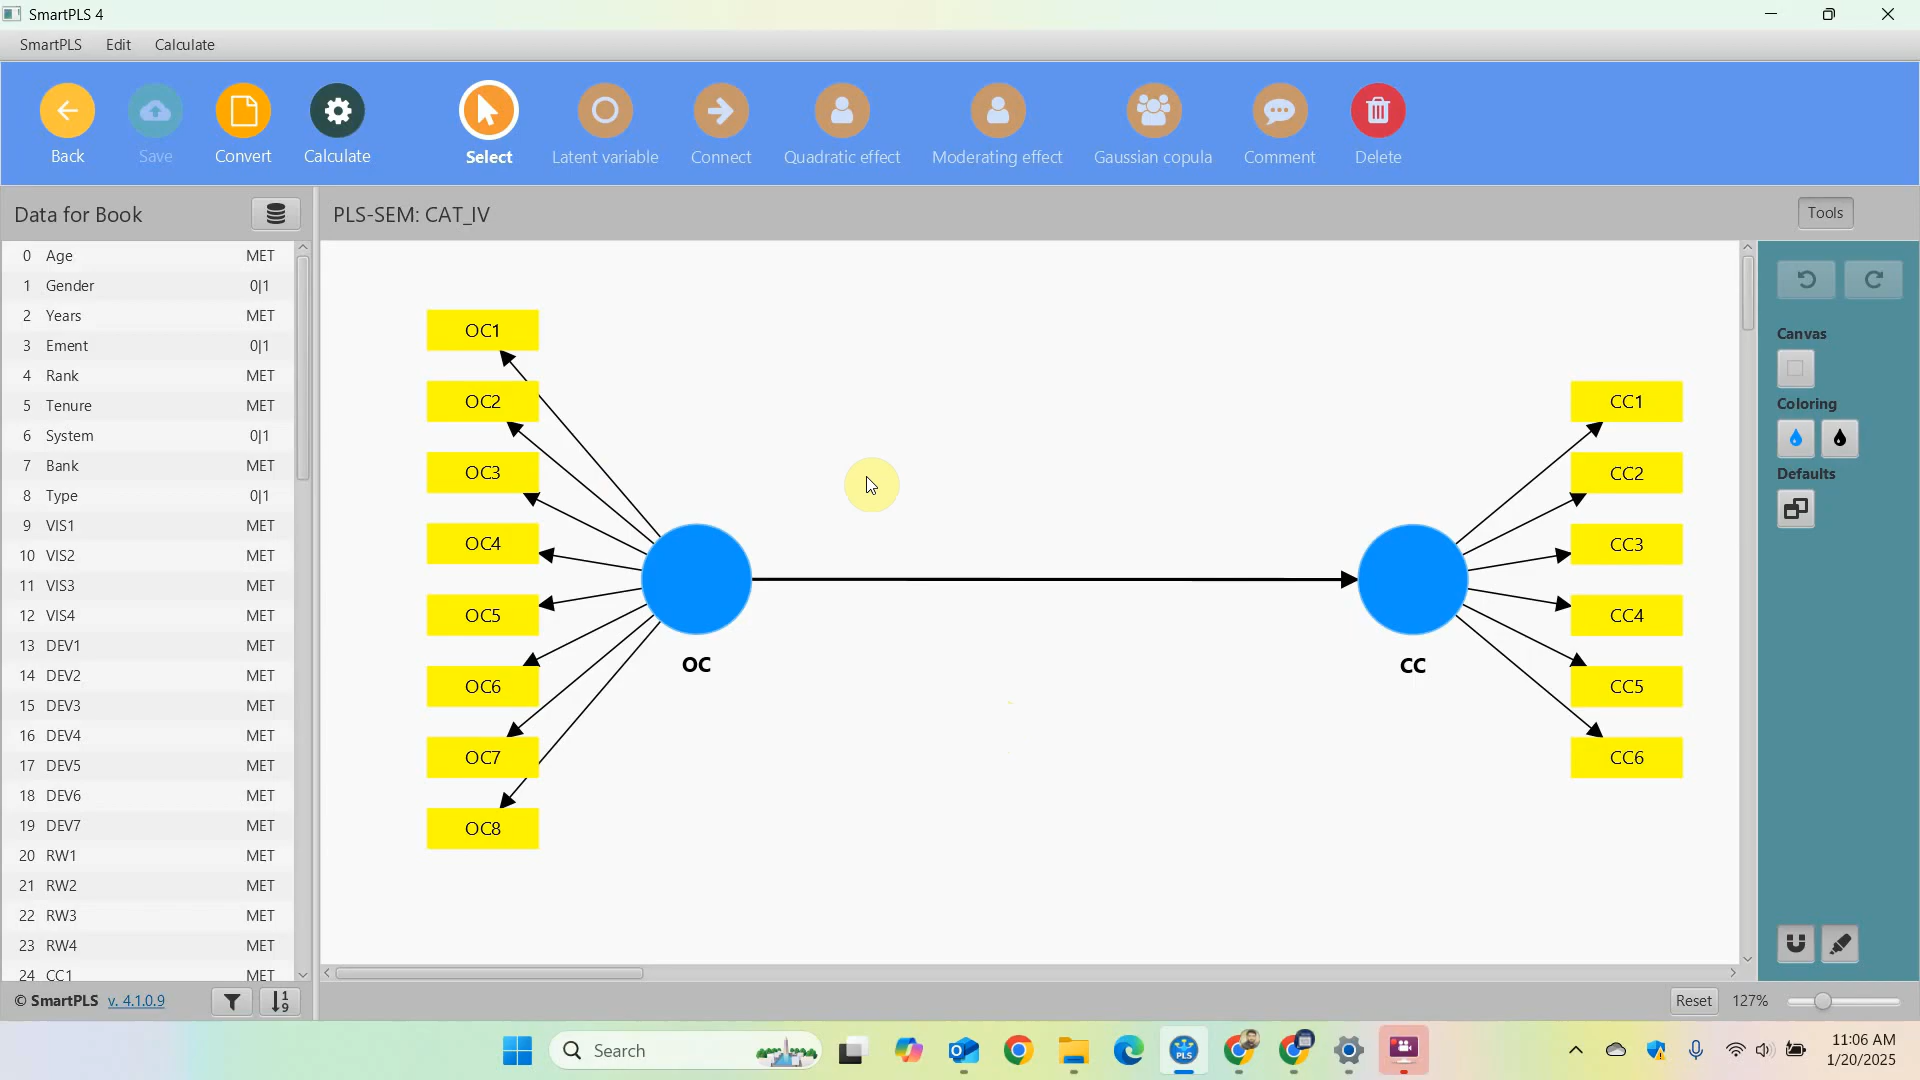 SmartPLS 4
SmartPLS Edit Calculate
Back Save Convert Calculate Select Latent variable Connect Quadratic effect Moderating effect Gaussian copula Comment Delete
Data for Book
PLS-SEM: CAT_IV
Tools
0 Age MET
1 Gender 0|1
2 Years MET
3 Ement 0|1
4 Rank MET
5 Tenure MET
6 System 0|1
7 Bank MET
8 Type 0|1
9 VIS1 MET
10 VIS2 MET
11 VIS3 MET
12 VIS4 MET
13 DEV1 MET
14 DEV2 MET
15 DEV3 MET
16 DEV4 MET
17 DEV5 MET
18 DEV6 MET
19 DEV7 MET
20 RW1 MET
21 RW2 MET
22 RW3 MET
23 RW4 MET
24 CC1 MET
OC1
OC2
OC3
OC4
OC5
OC6
OC7
OC8
OC
CC
CC1
CC2
CC3
CC4
CC5
CC6
Canvas
Coloring
Defaults
© SmartPLS v. 4.1.0.9
1
9
Reset 127%
Search
PLS
11:06 AM
1/20/2025